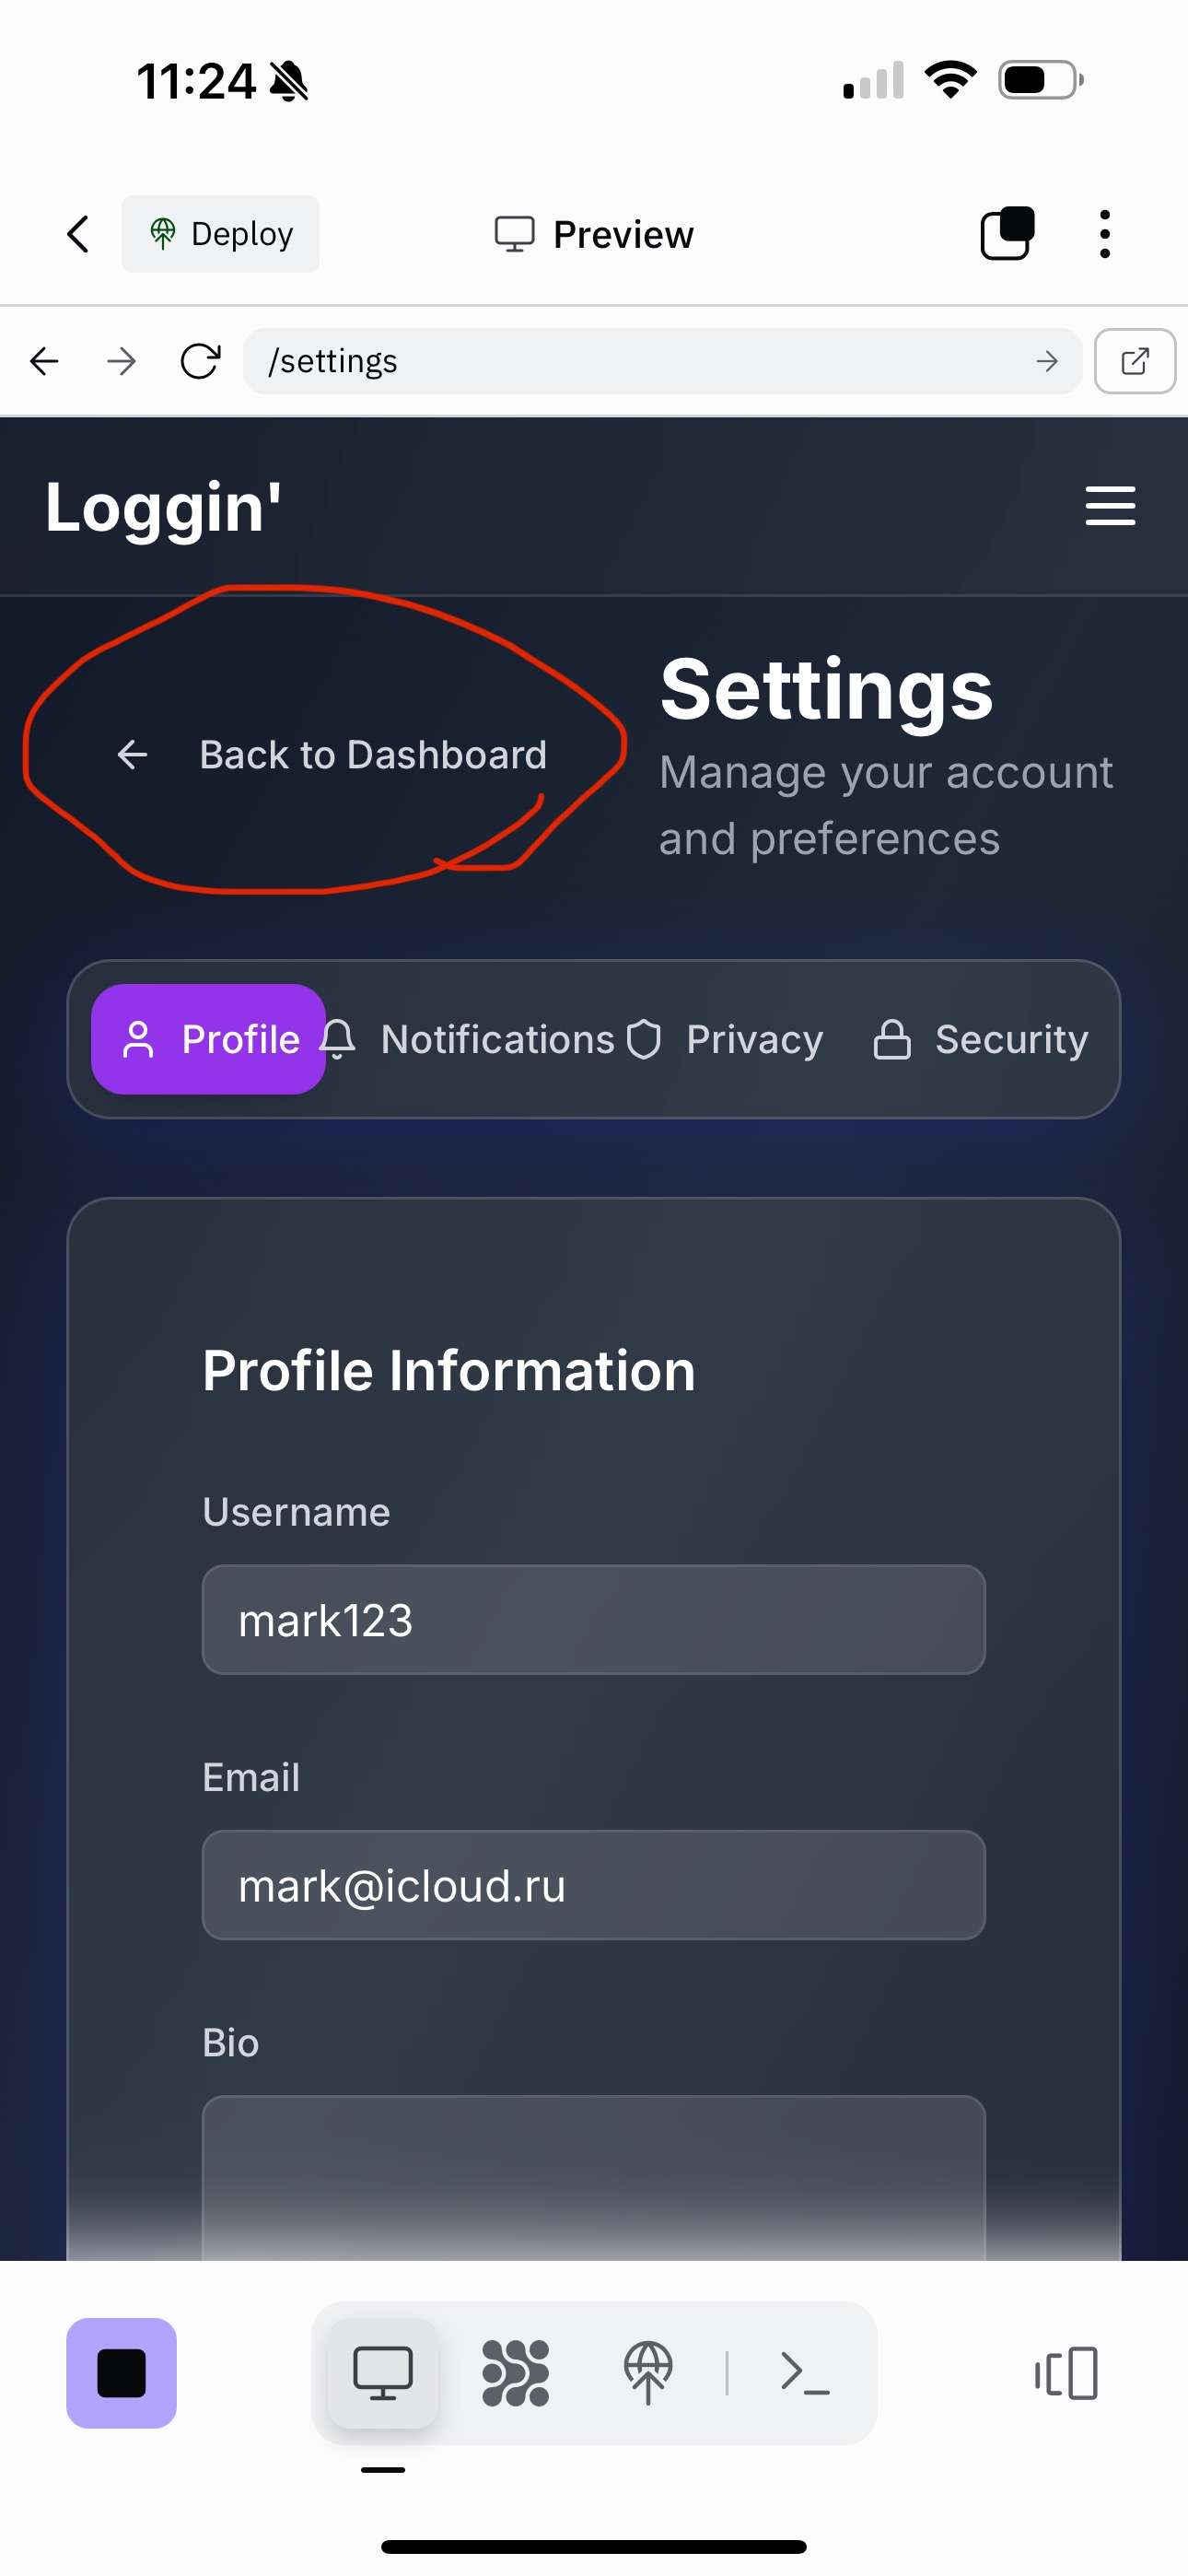 11:24
Deploy
Preview
/settings
Loggin'
Back to Dashboard
Settings
Manage your account
and preferences
Profile Notifications Privacy Security
Profile Information
Username
mark123
Email
mark@icloud.ru
Bio